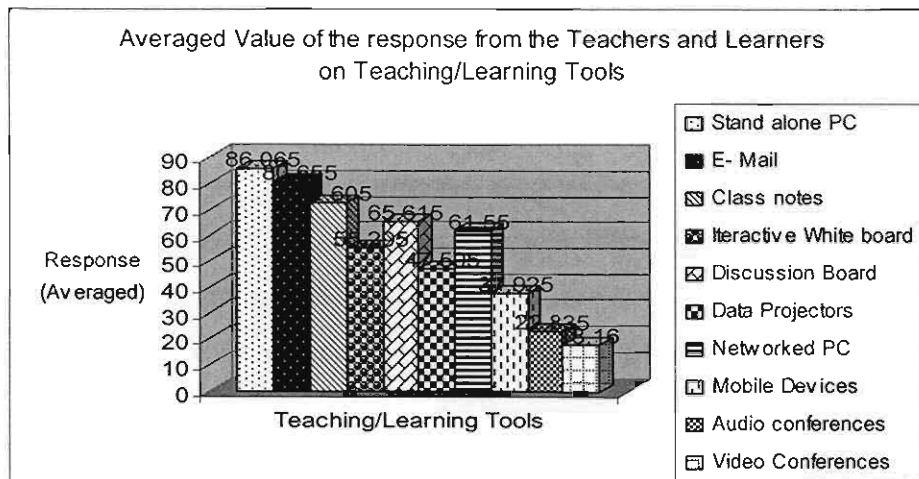 Averaged Value of the response from the Teachers and Learners
on Teaching/Learning Tools
Stand alone PC
E- Mail
Class notes
Iteractive White board
Discussion Board
Data Projectors
Networked PC
Mobile Devices
Audio conferences
Video Conferences
Response
(Averaged)
90
80
70
60
50
40
30
20
10
0
86.065
65.615
61.55
22.835
Teaching/Learning Tools